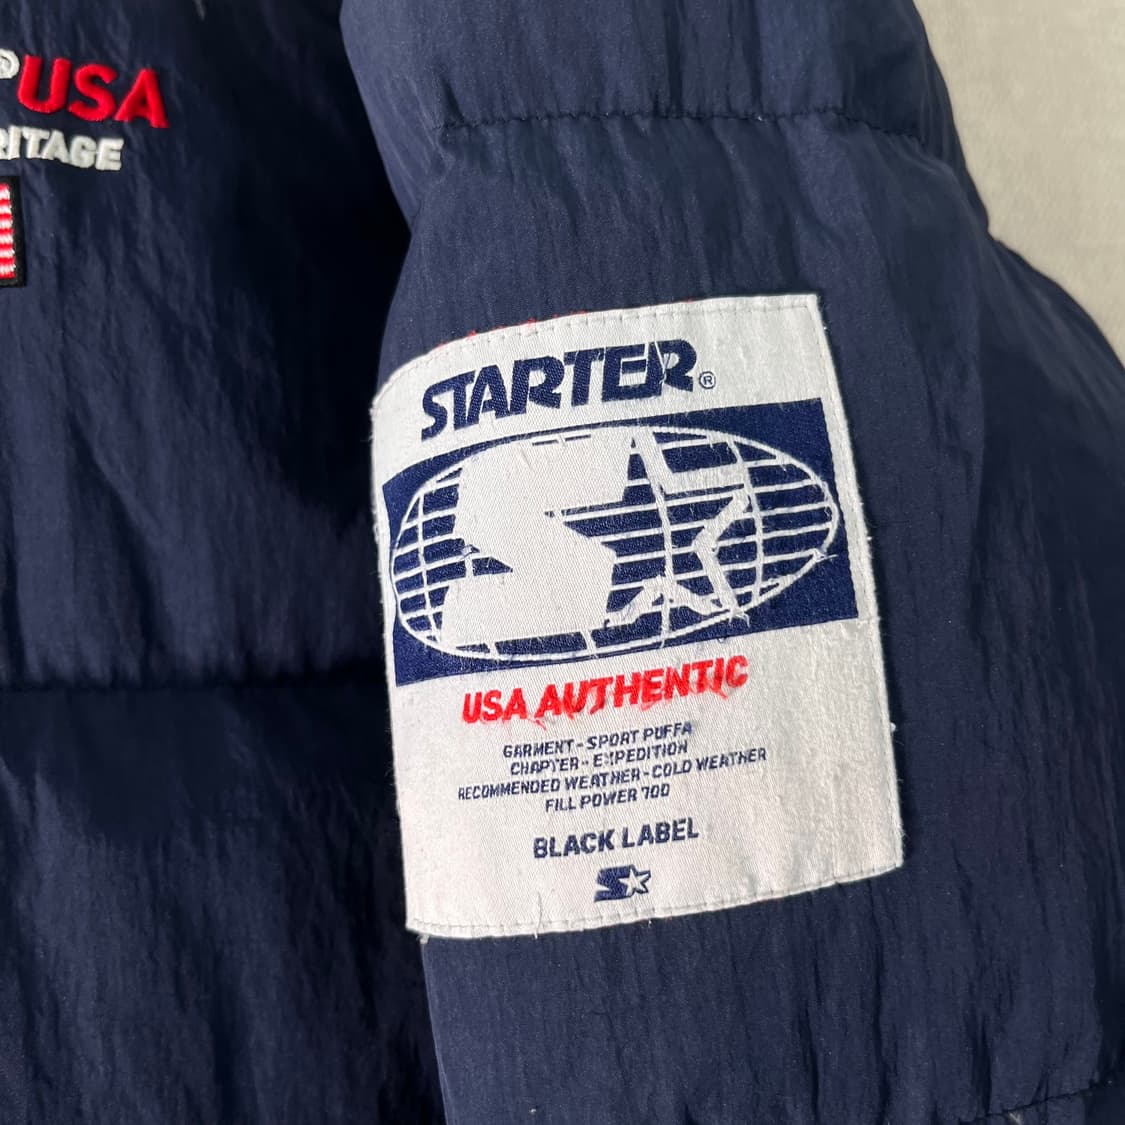 ®USA
RITAGE
STARTER®
USA AUTHENTIC
GARMENT - SPORT PUFFA
CHAPTER - EXPEDITION
RECOMMENDED WEATHER - COLD WEATHER
FILL POWER 700
BLACK LABEL